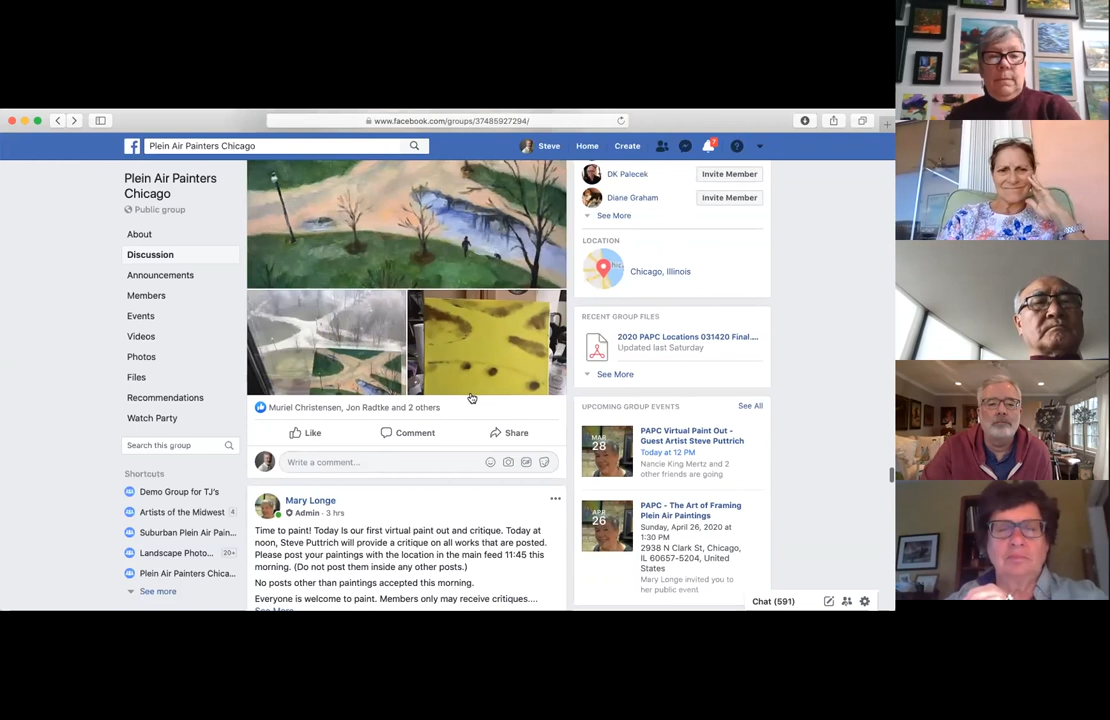 www.facebook.com/groups/37485927294/
Plein Air Painters Chicago
Steve
Home
Create
7
Plein Air Painters
Chicago
Public group
About
Discussion
Announcements
Members
Events
Videos
Photos
Files
Recommendations
Watch Party
Search this group
Shortcuts
Demo Group for TJ's
Artists of the Midwest 4
Suburban Plein Air Pain...
Landscape Photo... 20+
Plein Air Painters Chica...
See more
Muriel Christensen, Jon Radtke and 2 others
Like
Comment
Share
Write a comment...
Mary Longe
Admin · 3 hrs
Time to paint! Today Is our first virtual paint out and critique. Today at
noon, Steve Puttrich will provide a critique on all works that are posted.
Please post your paintings with the location in the main feed 11:45 this
morning. (Do not post them inside any other posts.)
No posts other than paintings accepted this morning.
Everyone is welcome to paint. Members only may receive critiques....
See More
DK Palecek
Invite Member
Diane Graham
Invite Member
See More
LOCATION
Chicago, Illinois
RECENT GROUP FILES
2020 PAPC Locations 031420 Final....
Updated last Saturday
See More
UPCOMING GROUP EVENTS
See All
MAR
28
PAPC Virtual Paint Out -
Guest Artist Steve Puttrich
Today at 12 PM
Nancie King Mertz and 2
other friends are going
APR
26
PAPC - The Art of Framing
Plein Air Paintings
Sunday, April 26, 2020 at
1:30 PM
2938 N Clark St, Chicago,
IL 60657-5204, United
States
Mary Longe invited you to
her public event
Chat (591)